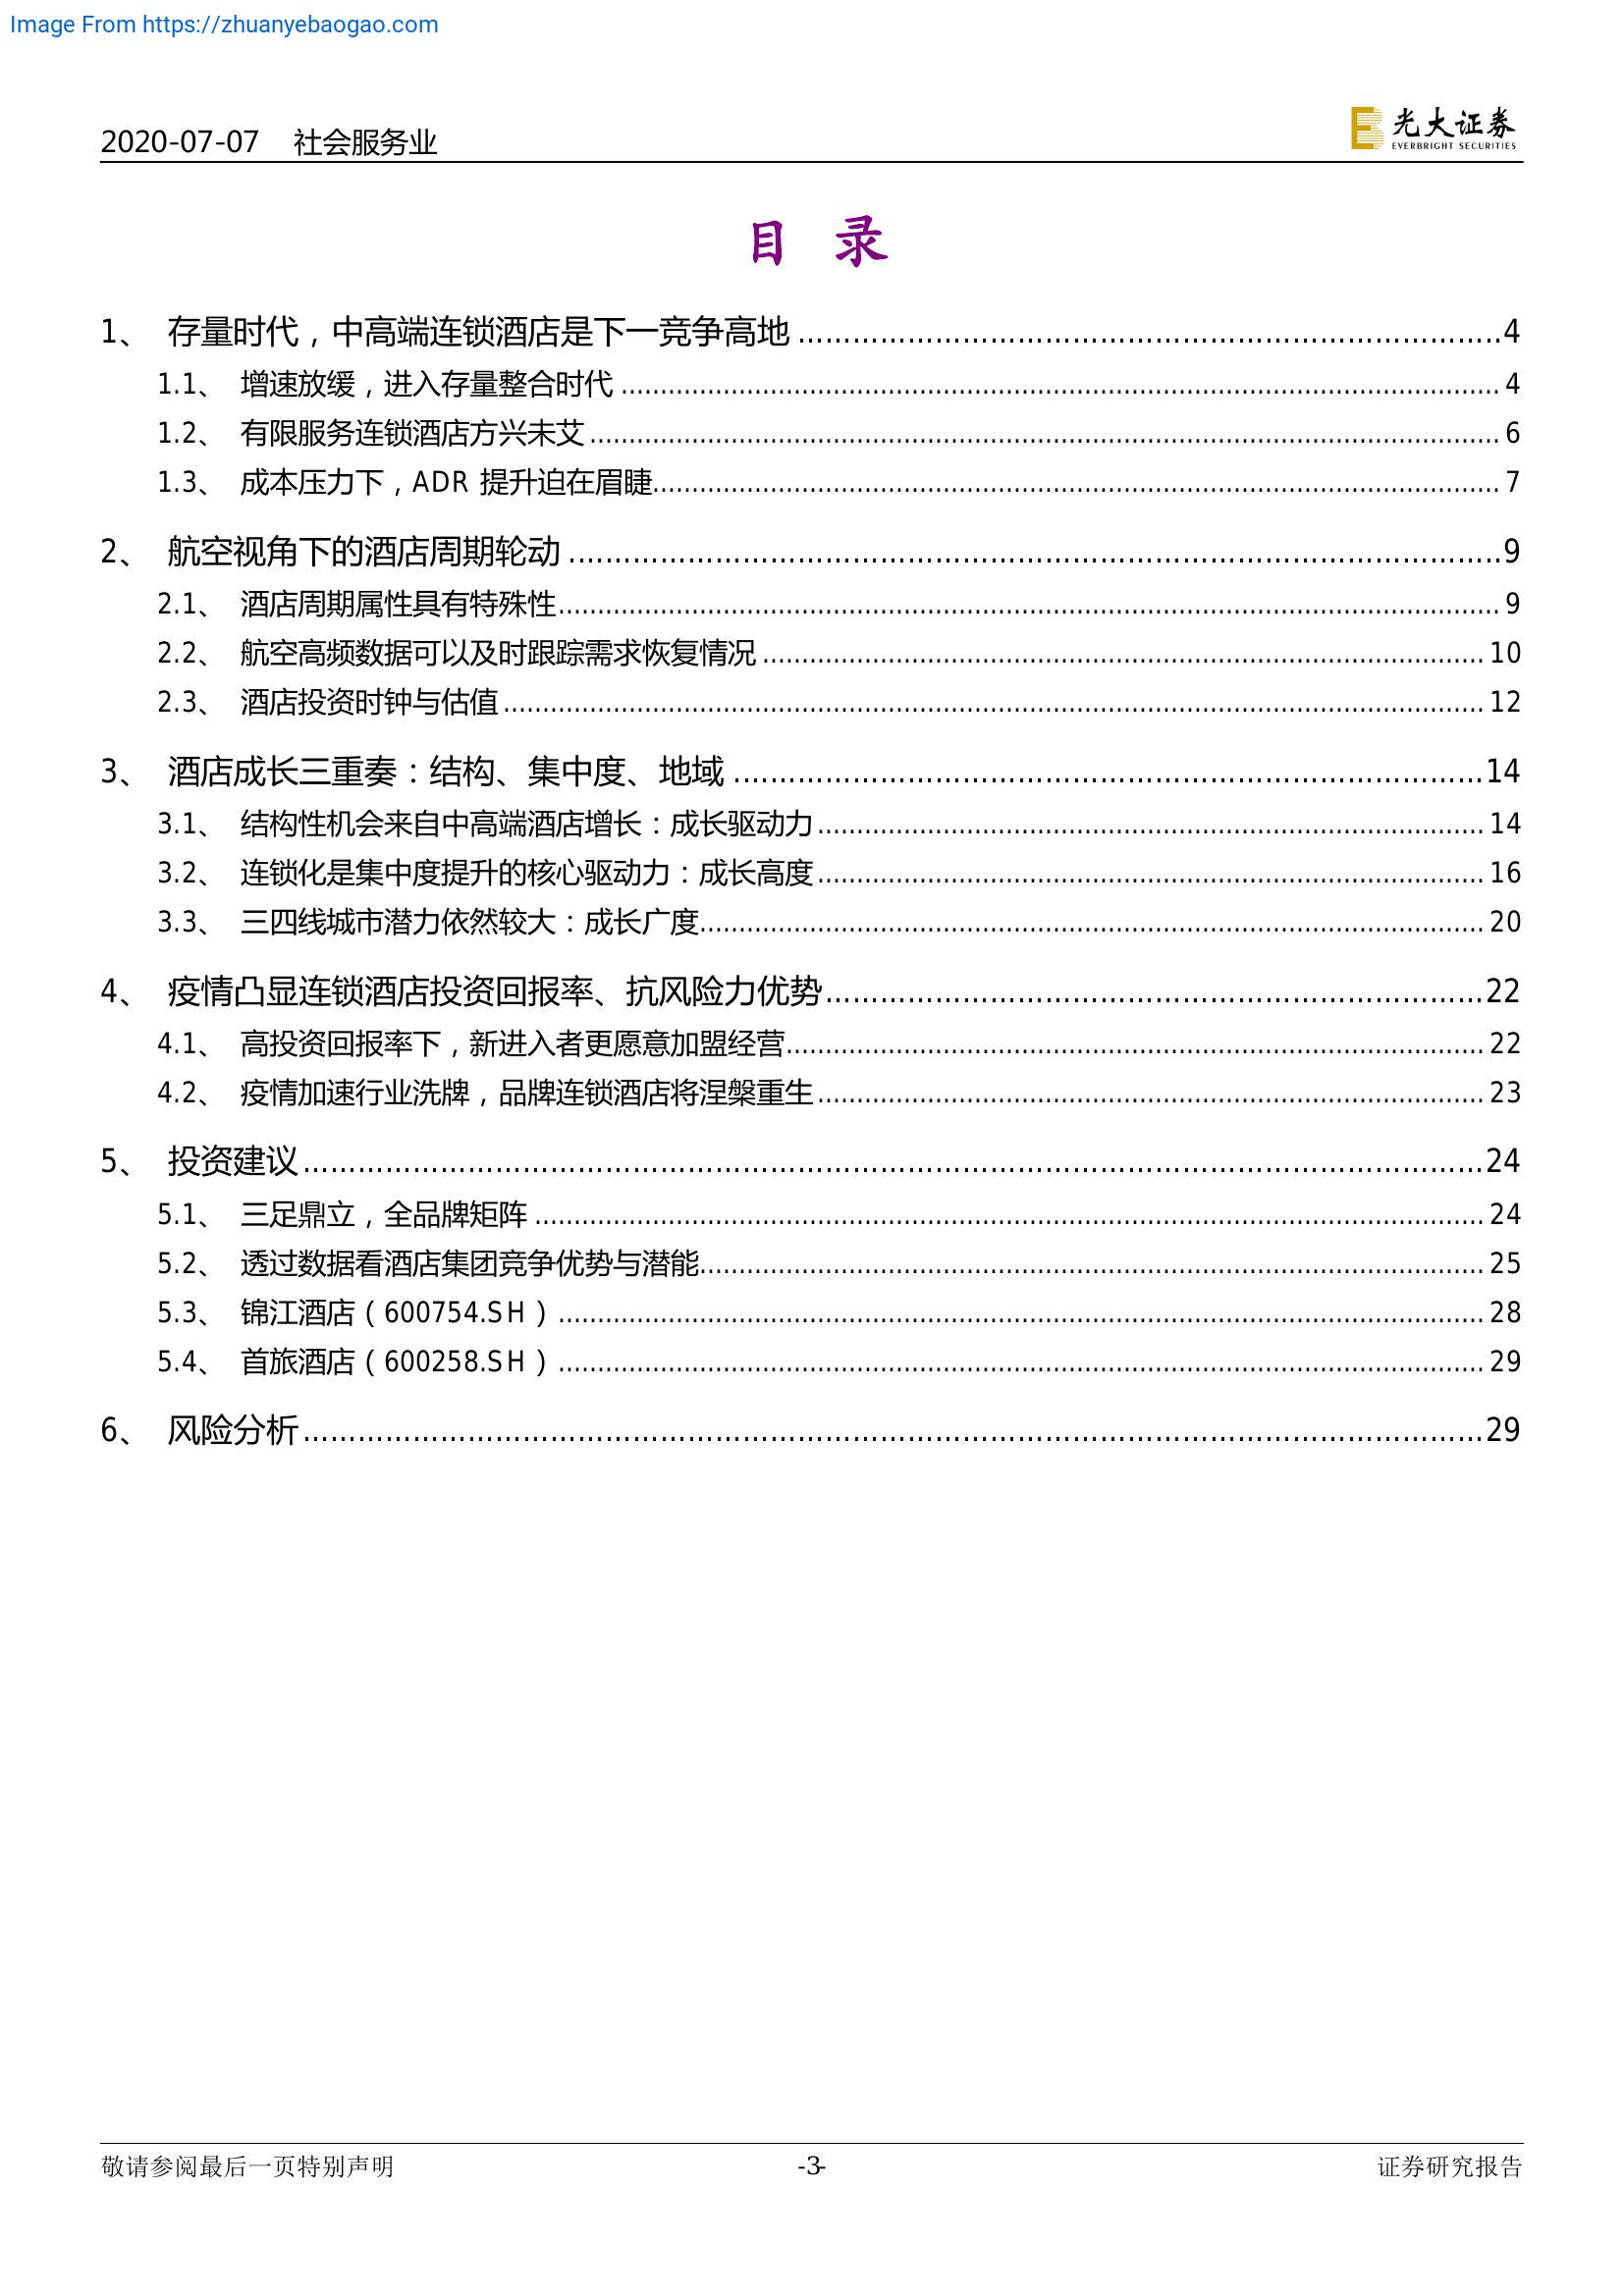 Image From https://zhuanyebaogao.com
2020-07-07 社会服务业
光大证券
EVERBRIGHT SECURITIES
目 录
1、 存量时代，中高端连锁酒店是下一竞争高地 4
1.1、 增速放缓，进入存量整合时代 4
1.2、 有限服务连锁酒店方兴未艾 6
1.3、 成本压力下，ADR 提升迫在眉睫 7
2、 航空视角下的酒店周期轮动 9
2.1、 酒店周期属性具有特殊性 9
2.2、 航空高频数据可以及时跟踪需求恢复情况 10
2.3、 酒店投资时钟与估值 12
3、 酒店成长三重奏：结构、集中度、地域 14
3.1、 结构性机会来自中高端酒店增长：成长驱动力 14
3.2、 连锁化是集中度提升的核心驱动力：成长高度 16
3.3、 三四线城市潜力依然较大：成长广度 20
4、 疫情凸显连锁酒店投资回报率、抗风险力优势 22
4.1、 高投资回报率下，新进入者更愿意加盟经营 22
4.2、 疫情加速行业洗牌，品牌连锁酒店将涅槃重生 23
5、 投资建议 24
5.1、 三足鼎立，全品牌矩阵 24
5.2、 透过数据看酒店集团竞争优势与潜能 25
5.3、 锦江酒店（600754.SH） 28
5.4、 首旅酒店（600258.SH） 29
6、 风险分析 29
敬请参阅最后一页特别声明 -3- 证券研究报告